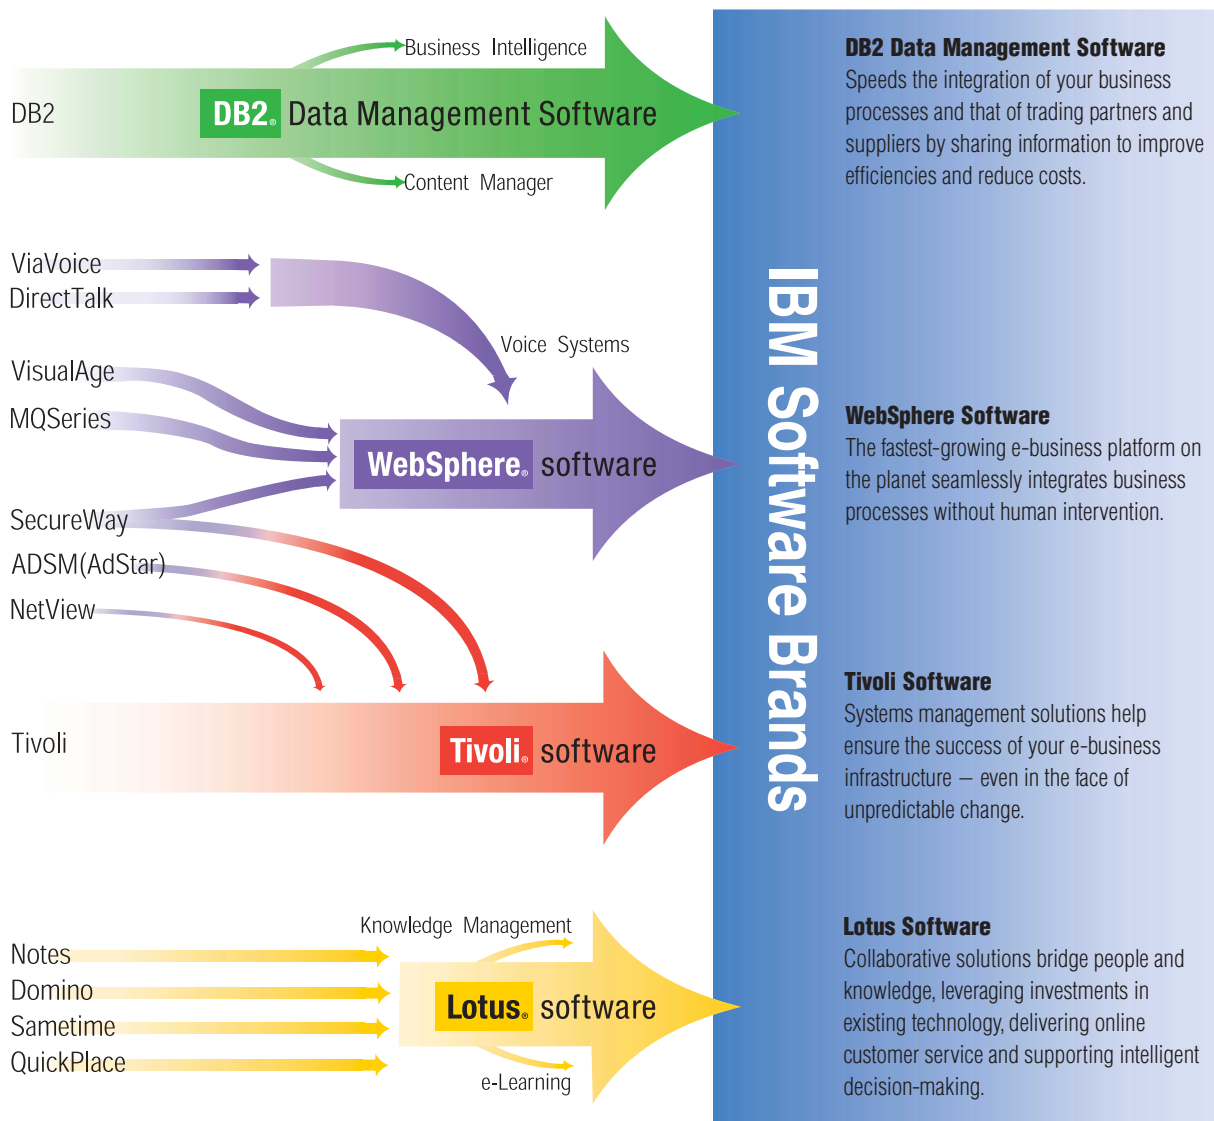 Business Intelligence
DB2
DB2® Data Management Software
Content Manager
ViaVoice
DirectTalk
Voice Systems
VisualAge
MQSeries
WebSphere® software
SecureWay
ADSM(AdStar)
NetView
Tivoli
Tivoli® software
Knowledge Management
Notes
Domino
Sametime
QuickPlace
Lotus® software
e-Learning
IBM Software Brands
DB2 Data Management Software
Speeds the integration of your business
processes and that of trading partners and
suppliers by sharing information to improve
efficiencies and reduce costs.
WebSphere Software
The fastest-growing e-business platform on
the planet seamlessly integrates business
processes without human intervention.
Tivoli Software
Systems management solutions help
ensure the success of your e-business
infrastructure — even in the face of
unpredictable change.
Lotus Software
Collaborative solutions bridge people and
knowledge, leveraging investments in
existing technology, delivering online
customer service and supporting intelligent
decision-making.